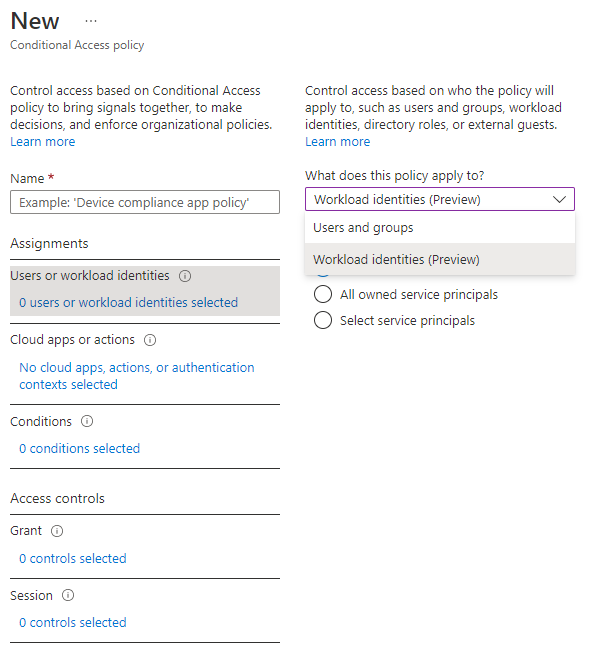 New ...
Conditional Access policy
Control access based on Conditional Access
policy to bring signals together, to make
decisions, and enforce organizational policies.
Learn more
Name *
Example: 'Device compliance app policy'
Assignments
Users or workload identities
0 users or workload identities selected
Cloud apps or actions
No cloud apps, actions, or authentication
contexts selected
Conditions
0 conditions selected
Access controls
Grant
0 controls selected
Session
0 controls selected
Control access based on who the policy will
apply to, such as users and groups, workload
identities, directory roles, or external guests.
Learn more
What does this policy apply to?
Workload identities (Preview)
Users and groups
Workload identities (Preview)
All owned service principals
Select service principals